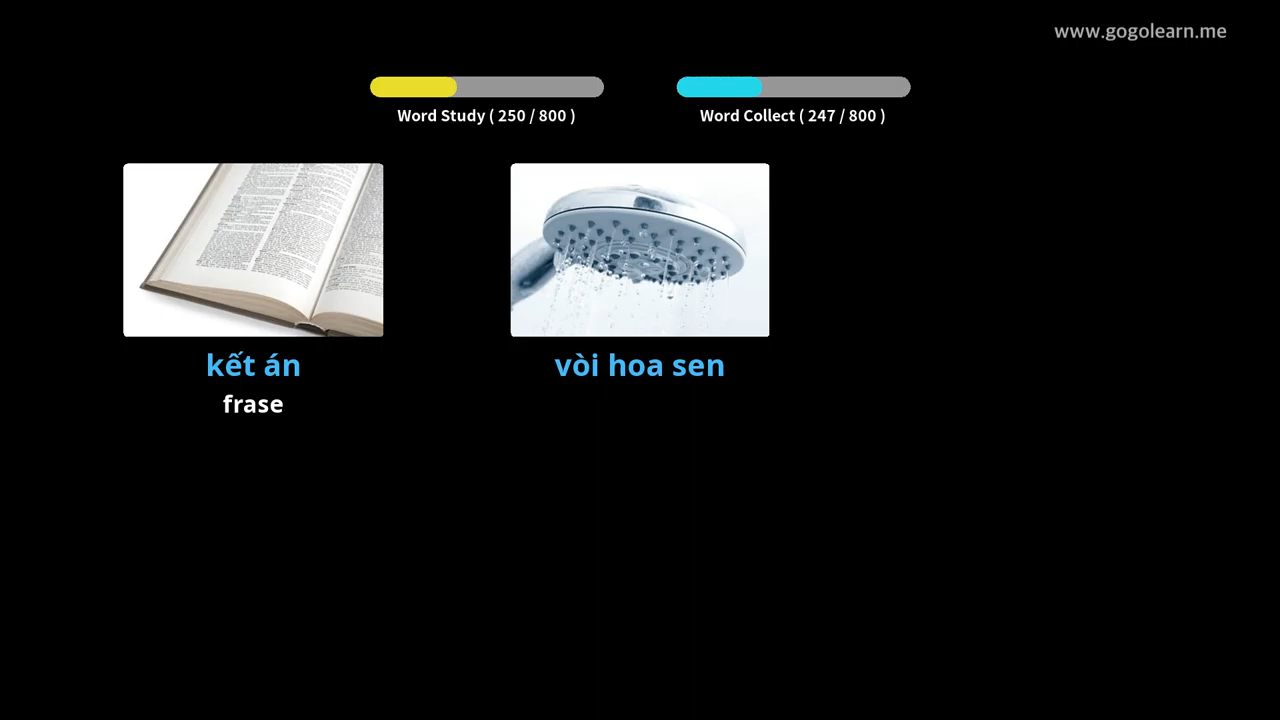 www.gogolearn.me
Word Study ( 250 / 800 )
Word Collect ( 247 / 800 )
kết án
frase
vòi hoa sen